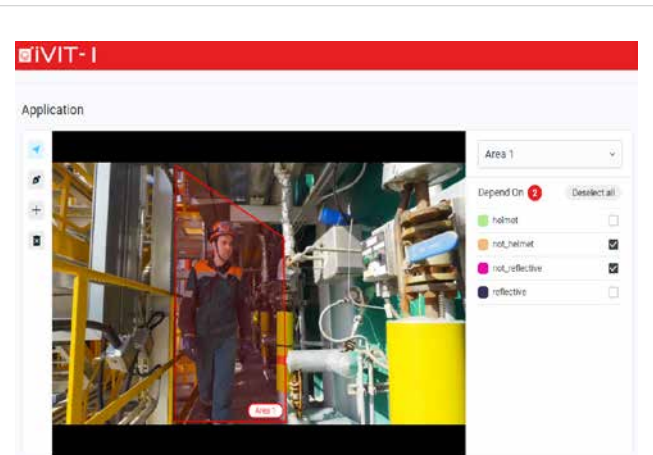 iVIT-I
Application
Area 1
Depend On 2 Deselect all
helmet
not_helmet
not_reflective
reflective
Area 1